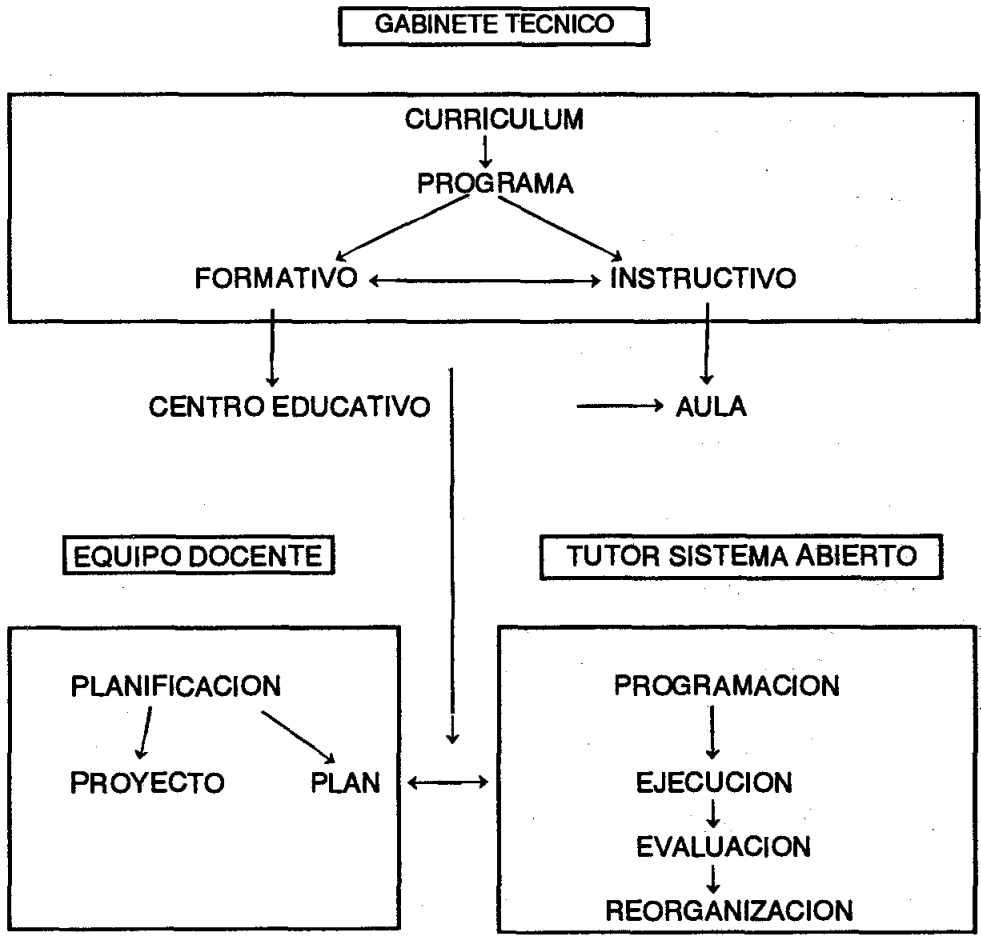 GABINETE TECNICO
CURRICULUM
PROGRAMA
FORMATIVO
INSTRUCTIVO
CENTRO EDUCATIVO
AULA
EQUIPO DOCENTE
TUTOR SISTEMA ABIERTO
PLANIFICACION
PROYECTO
PLAN
PROGRAMACION
EJECUCION
EVALUACION
REORGANIZACION